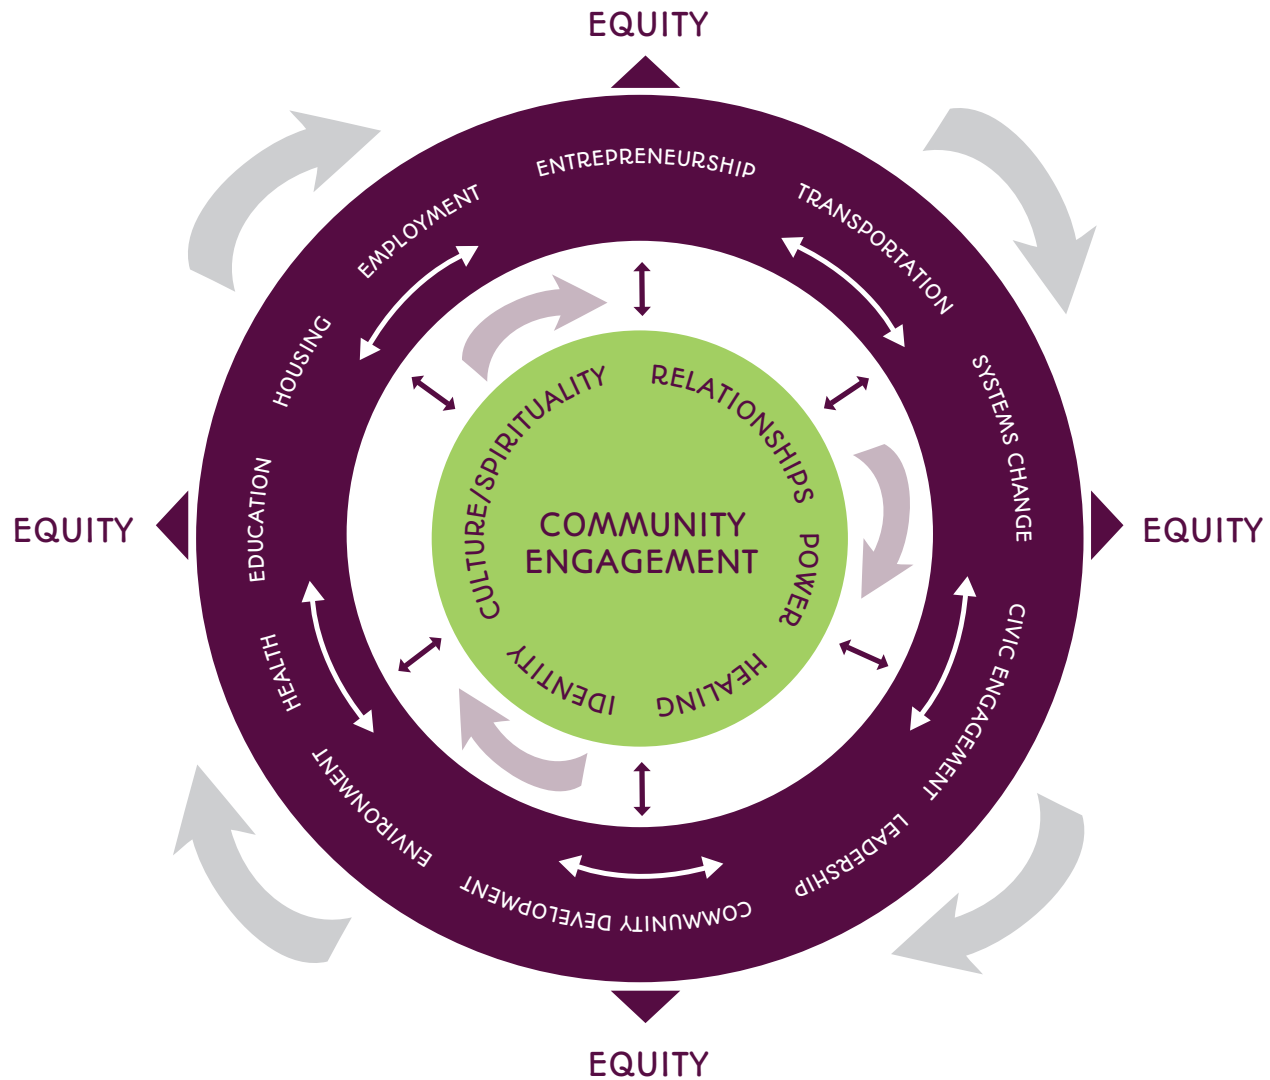 EQUITY
ENTREPRENEURSHIP
TRANSPORTATION
SYSTEMS CHANGE
CIVIC ENGAGEMENT
LEADERSHIP
COMMUNITY DEVELOPMENT
ENVIRONMENT
HEALTH
EDUCATION
HOUSING
EMPLOYMENT
EQUITY
EQUITY
RELATIONSHIPS
POWER
HEALING
IDENTITY
CULTURE/SPIRITUALITY
COMMUNITY
ENGAGEMENT
EQUITY